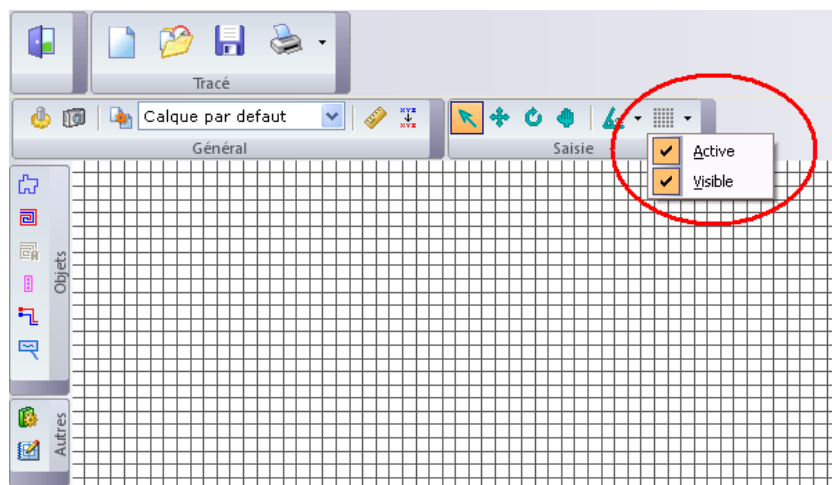 Tracé
Calque par defaut
Général
Saisie
Active
Visible
Objets
Autres